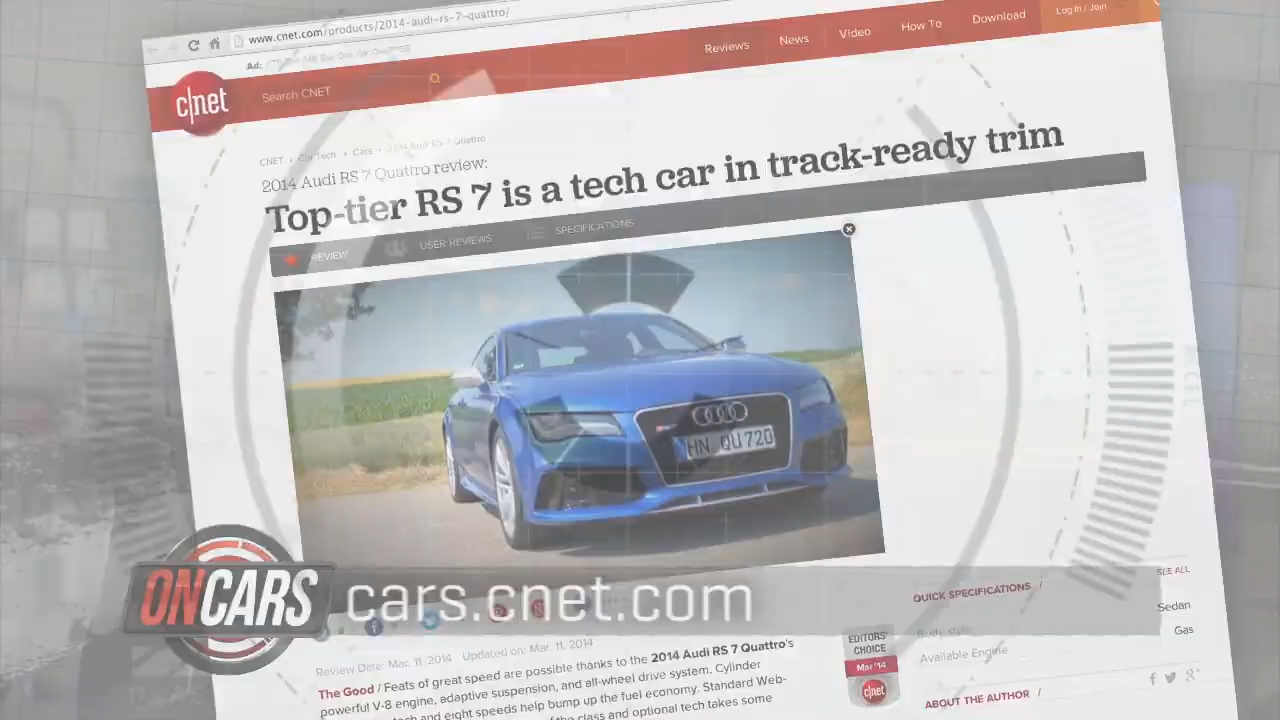 www.cnet.com/products/2014-audi-rs-7-quattro/
Ad:
Reviews News Video How To Download Log In / Join
c|net
Search CNET
CNET › Car Tech › Cars › 2014 Audi RS 7 Quattro
2014 Audi RS 7 Quattro review:
Top-tier RS 7 is a tech car in track-ready trim
REVIEW USER REVIEWS SPECIFICATIONS
HN QU 720
ONCARS cars.cnet.com
QUICK SPECIFICATIONS / SEE ALL
Body style Sedan
Available Engine Gas
EDITORS'
CHOICE
Mar '14
c|net
Review Date: Mar. 11, 2014 Updated on: Mar. 11, 2014
The Good / Feats of great speed are possible thanks to the 2014 Audi RS 7 Quattro's
powerful V-8 engine, adaptive suspension, and all-wheel drive system. Cylinder
tech and eight speeds help bump up the fuel economy. Standard Web-
the class and optional tech takes some
ABOUT THE AUTHOR /